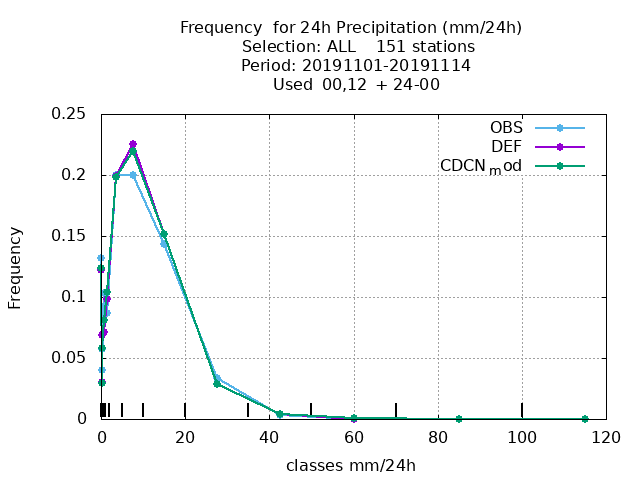 Frequency  for 24h Precipitation (mm/24h)
Selection: ALL    151 stations
Period: 20191101-20191114
Used  00,12  + 24-00
0.25
0.2
0.15
0.1
0.05
0
Frequency
OBS
DEF
CDCNmod
0 20 40 60 80 100 120
classes mm/24h